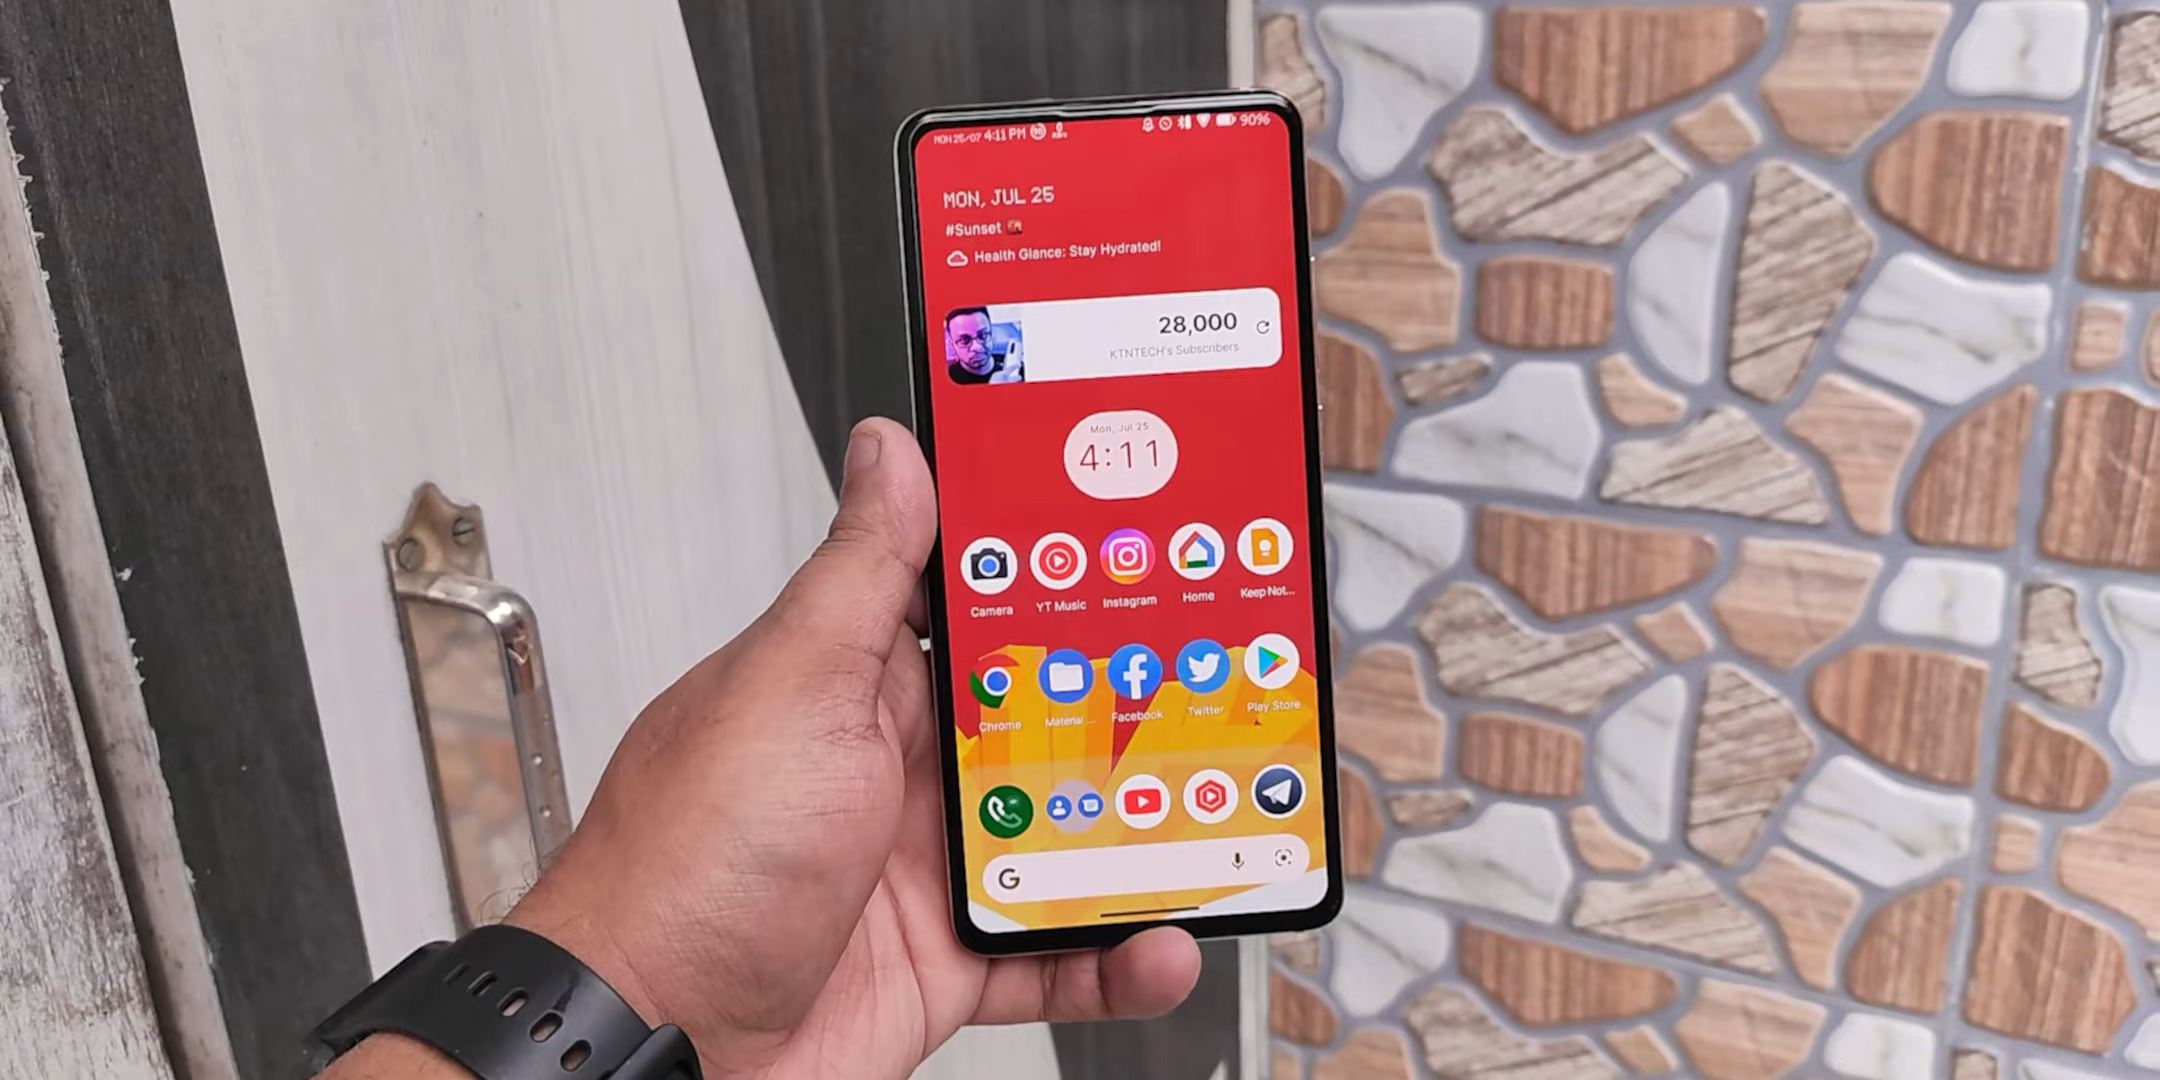 MON 25/07 4:11 PM 90%
MON, JUL 25
#Sunset
Health Glance: Stay Hydrated!
28,000
KTNTECH's Subscribers
Mon, Jul 25
4:11
Camera YT Music Instagram Home Keep Not...
Chrome Material ... Facebook Twitter Play Store
G